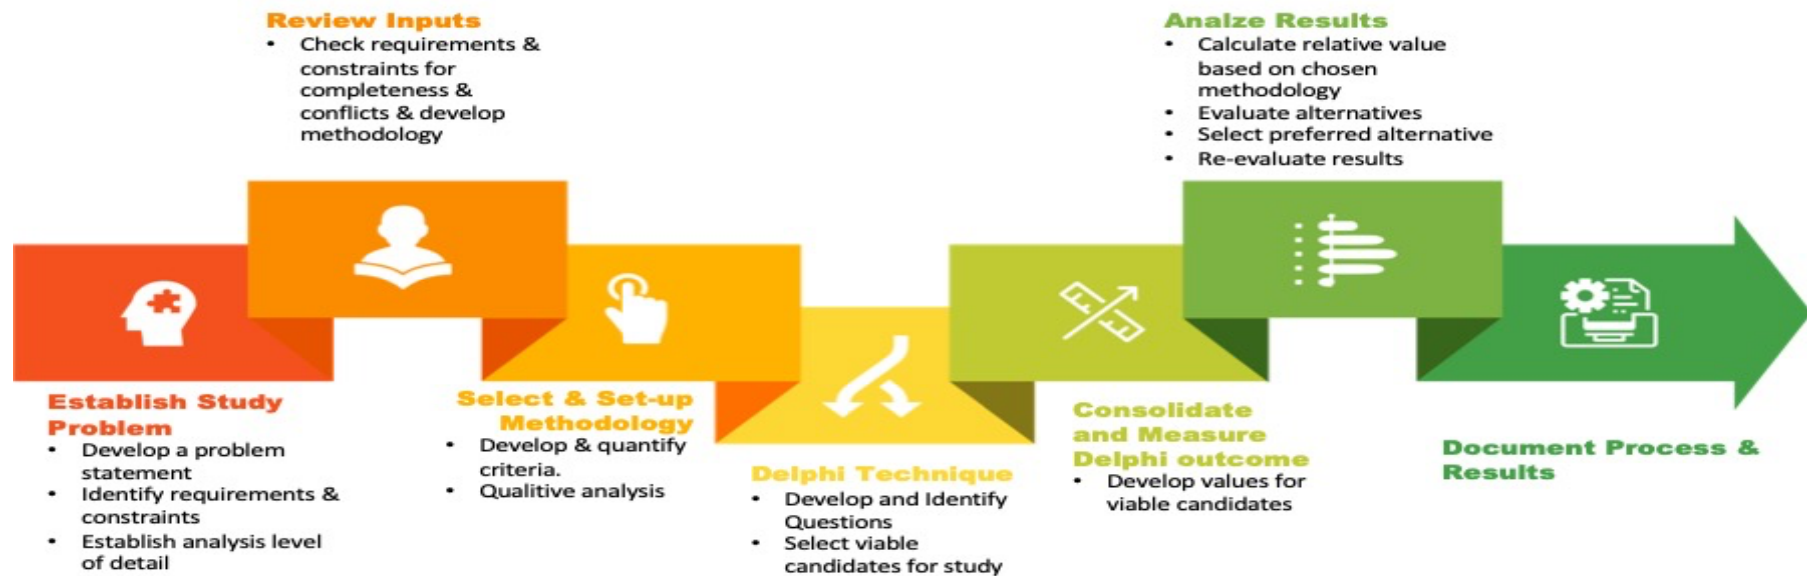 Review Inputs
• Check requirements &
constraints for
completeness &
conflicts & develop
methodology
Analze Results
• Calculate relative value
based on chosen
methodology
• Evaluate alternatives
• Select preferred alternative
• Re-evaluate results
Establish Study
Problem
• Develop a problem
statement
• Identify requirements &
constraints
• Establish analysis level
of detail
Select & Set-up
Methodology
• Develop & quantify
criteria.
• Qualitive analysis
Delphi Technique
• Develop and Identify
Questions
• Select viable
candidates for study
Consolidate
and Measure
Delphi outcome
• Develop values for
viable candidates
Document Process &
Results